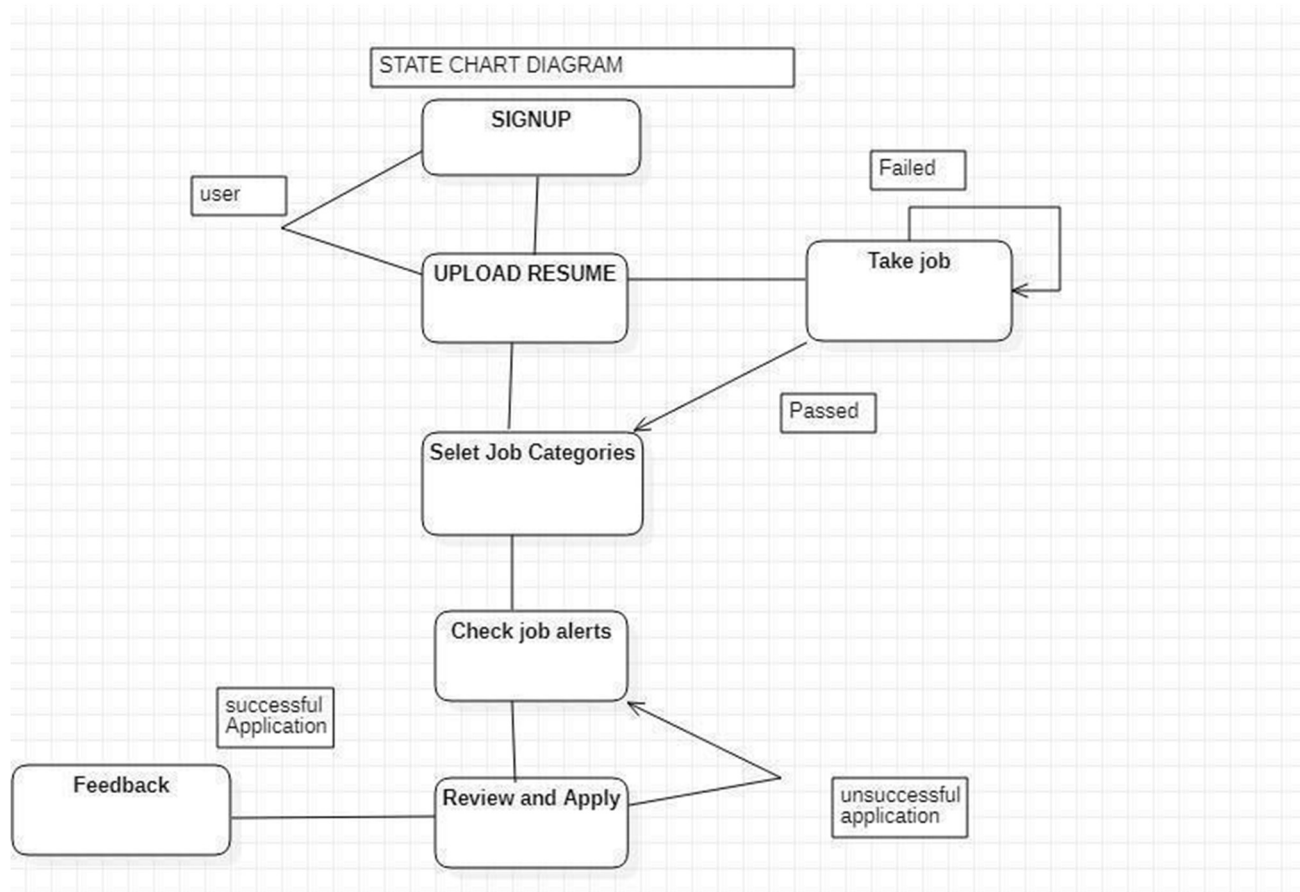 STATE CHART DIAGRAM
SIGNUP
Failed
user
Take job
UPLOAD RESUME
Passed
Selet Job Categories
Check job alerts
successful
Application
Feedback
Review and Apply
unsuccessful
application